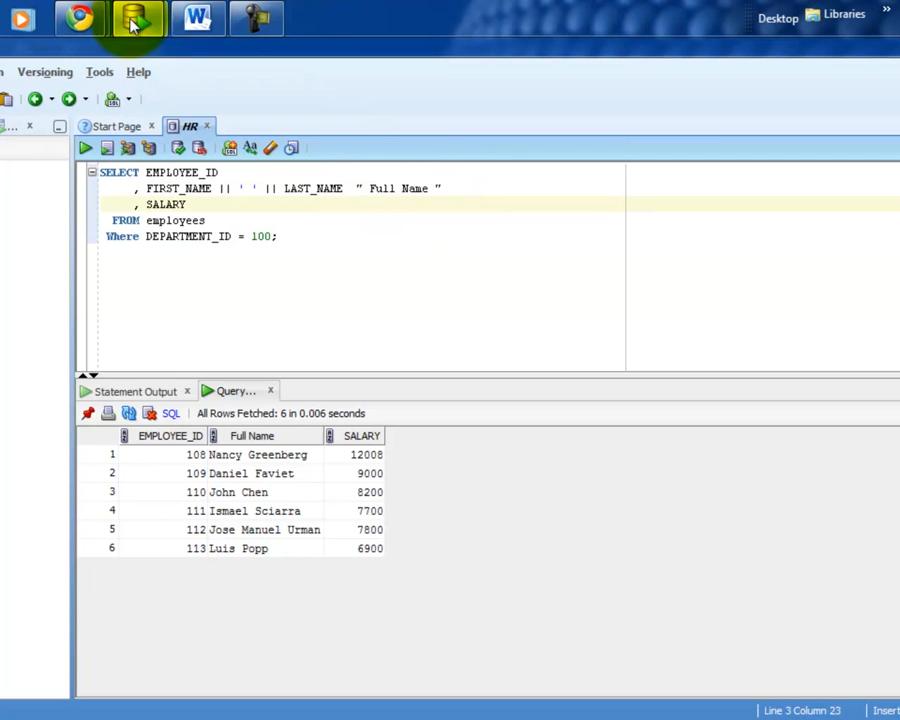 Desktop Libraries »
Versioning Tools Help
... x Start Page x HR x
SELECT EMPLOYEE_ID
, FIRST_NAME || ' ' || LAST_NAME " Full Name "
, SALARY
FROM employees
Where DEPARTMENT_ID = 100;
Statement Output x Query... x
SQL All Rows Fetched: 6 in 0.006 seconds
EMPLOYEE_ID Full Name SALARY
1 108 Nancy Greenberg 12008
2 109 Daniel Faviet 9000
3 110 John Chen 8200
4 111 Ismael Sciarra 7700
5 112 Jose Manuel Urman 7800
6 113 Luis Popp 6900
Line 3 Column 23 Insert